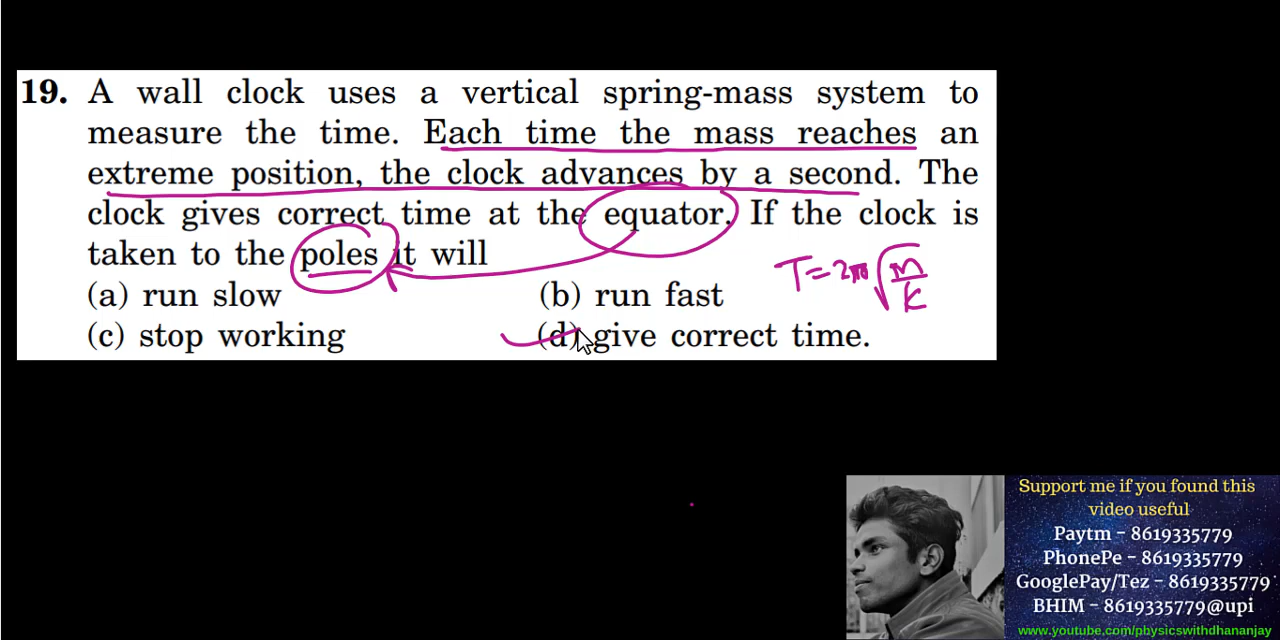 19. A wall clock uses a vertical spring-mass system to
measure the time. Each time the mass reaches an
extreme position, the clock advances by a second. The
clock gives correct time at the equator. If the clock is
taken to the poles it will
T = 2π√(m/k)
(a) run slow (b) run fast
(c) stop working (d) give correct time.
Support me if you found this
video useful
Paytm - 8619335779
PhonePe - 8619335779
GooglePay/Tez - 8619335779
BHIM - 8619335779@upi
www.youtube.com/physicswithdhananjay